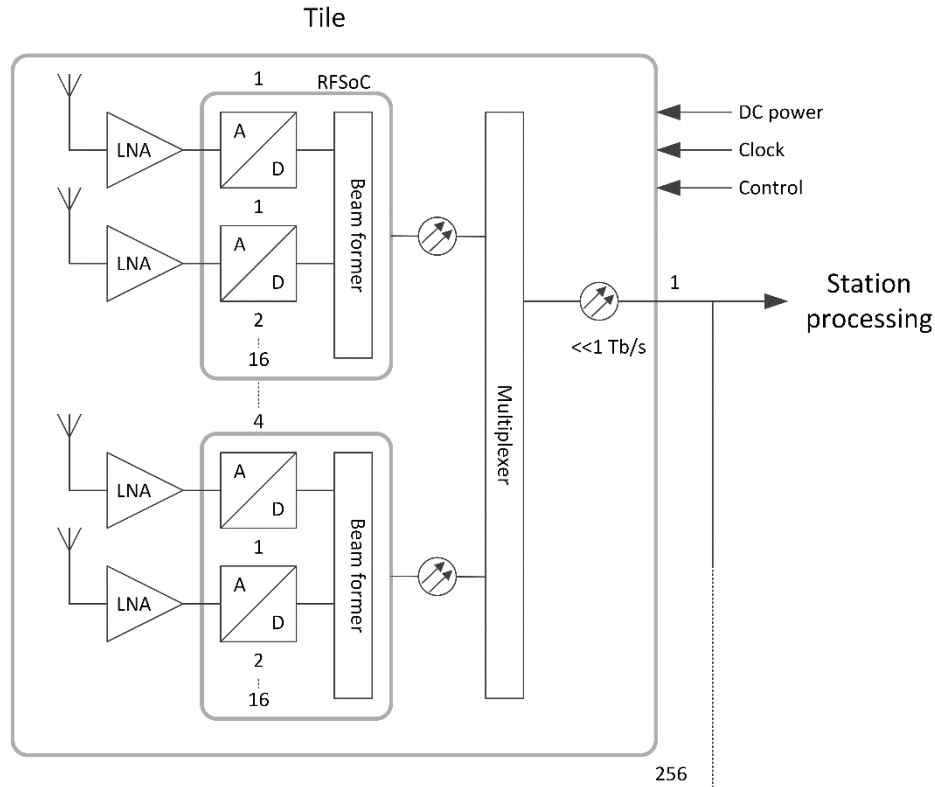 Tile
1
RFSoC
LNA
A
D
1
LNA
A
D
2
16
Beam former
4
LNA
A
D
1
LNA
A
D
2
16
Beam former
Multiplexer
<<1 Tb/s
1
DC power
Clock
Control
Station
processing
256